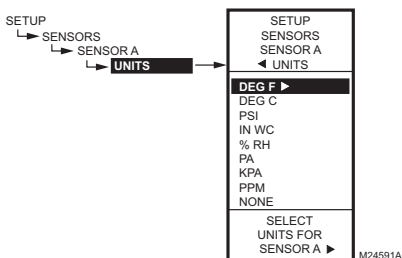 SETUP
SENSORS
SENSOR A
UNITS
SETUP
SENSORS
SENSOR A
◀ UNITS
DEG F ▶
DEG C
PSI
IN WC
% RH
PA
KPA
PPM
NONE
SELECT
UNITS FOR
SENSOR A ▶
M24591A